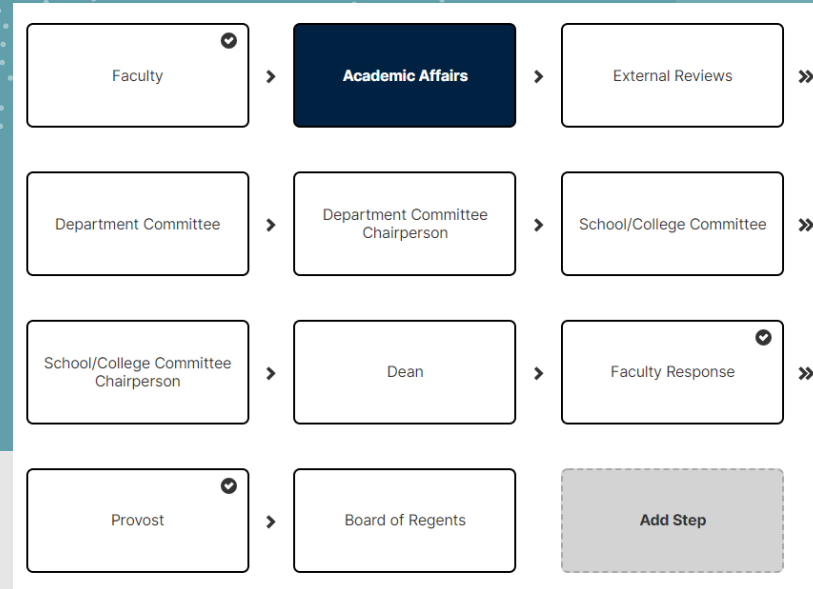 Faculty
Academic Affairs
External Reviews
Department Committee
Department Committee
Chairperson
School/College Committee
School/College Committee
Chairperson
Dean
Faculty Response
Provost
Board of Regents
Add Step